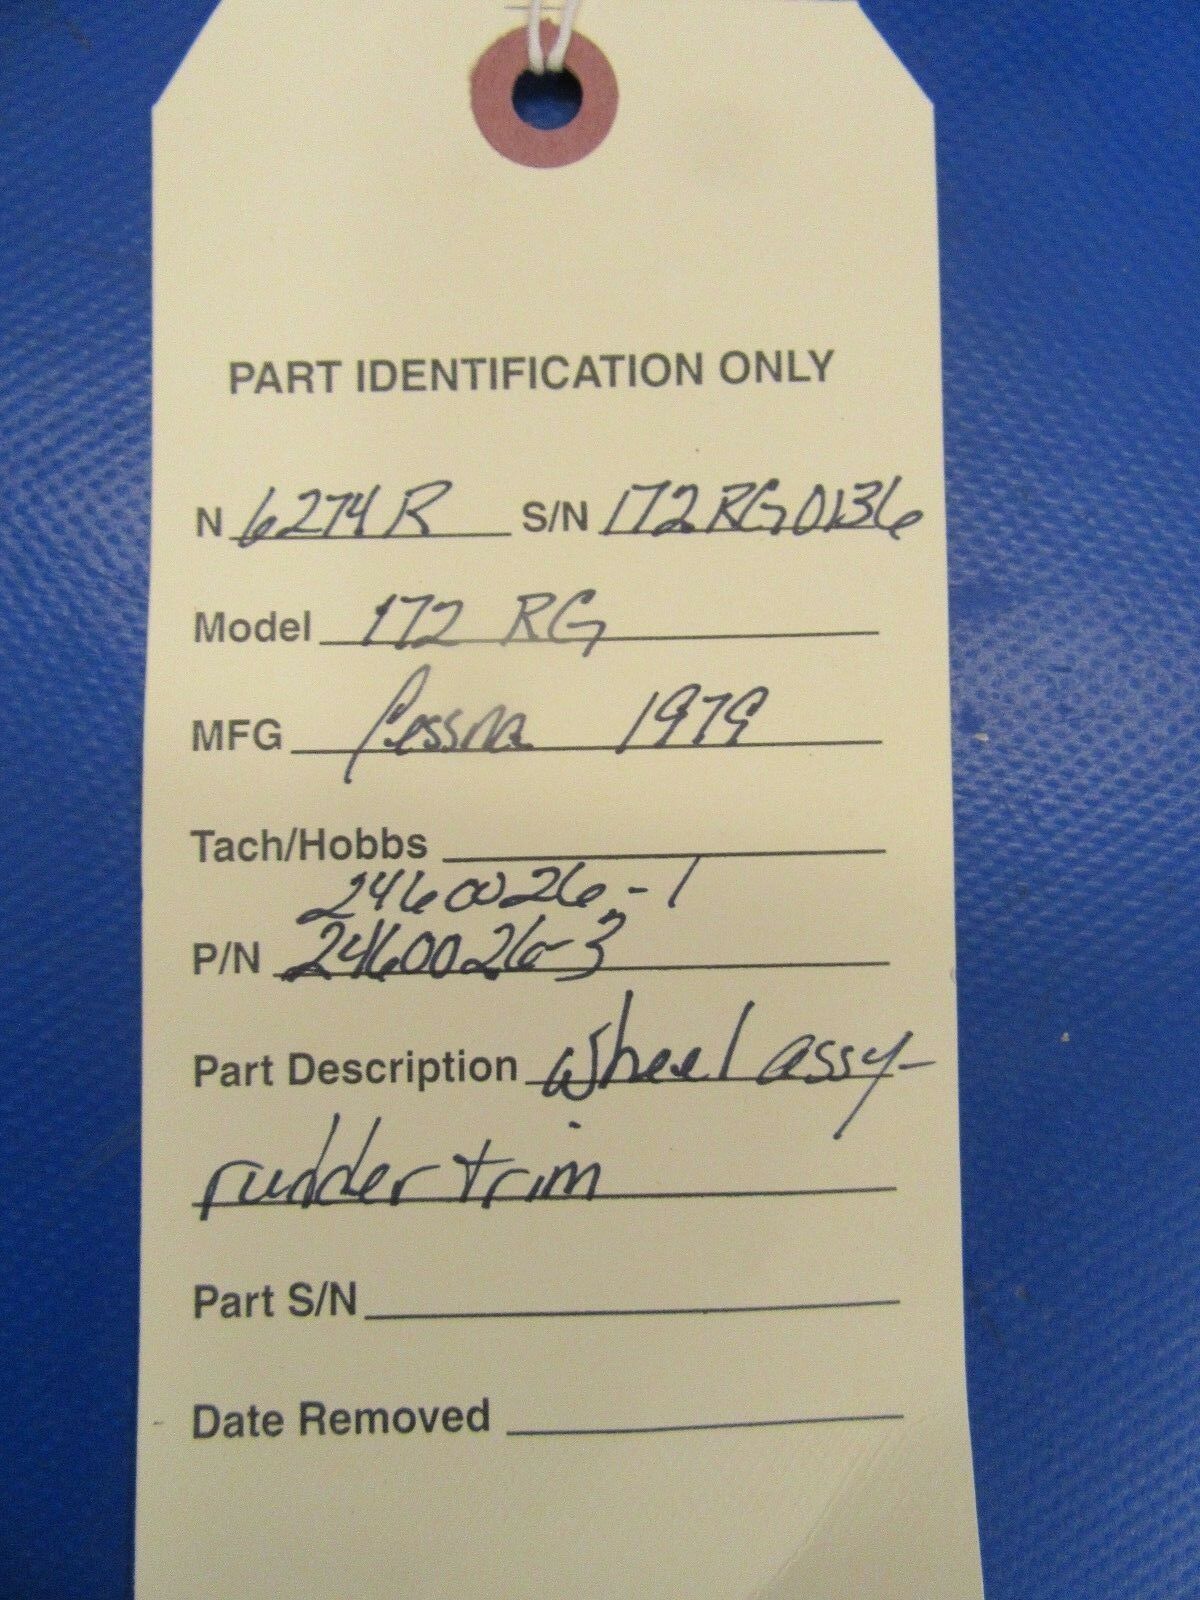 PART IDENTIFICATION ONLY
N 6274R S/N 172RG0136
Model 172 RG
MFG Cessna 1979
Tach/Hobbs
2460026-1
P/N 2460026-3
Part Description wheel assy-
rudder trim
Part S/N
Date Removed